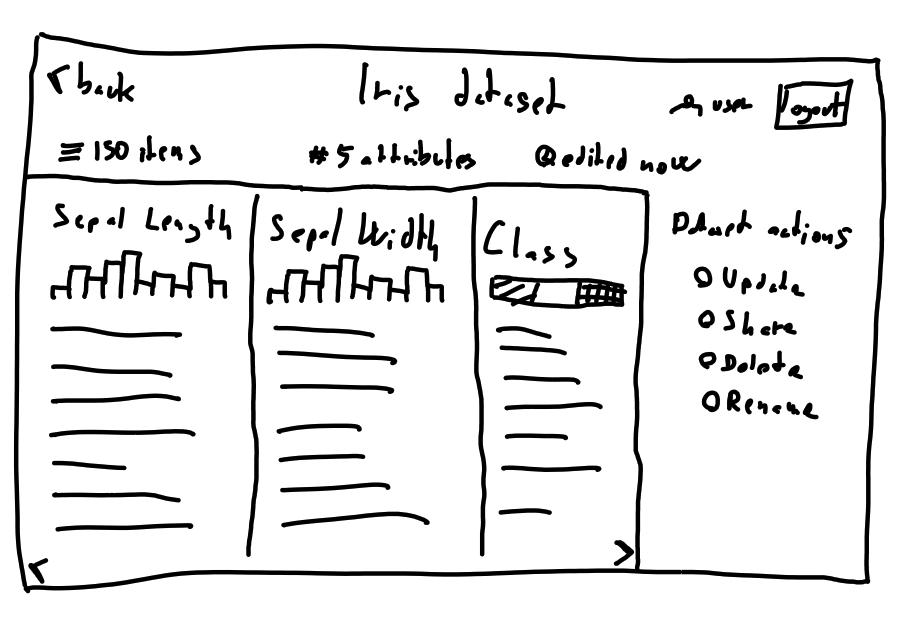 < back Iris dataset user Logout
150 items # 5 attributes edited now
Sepal Length Sepal Width Class
Dataset actions
Update
Share
Delete
Rename
< >